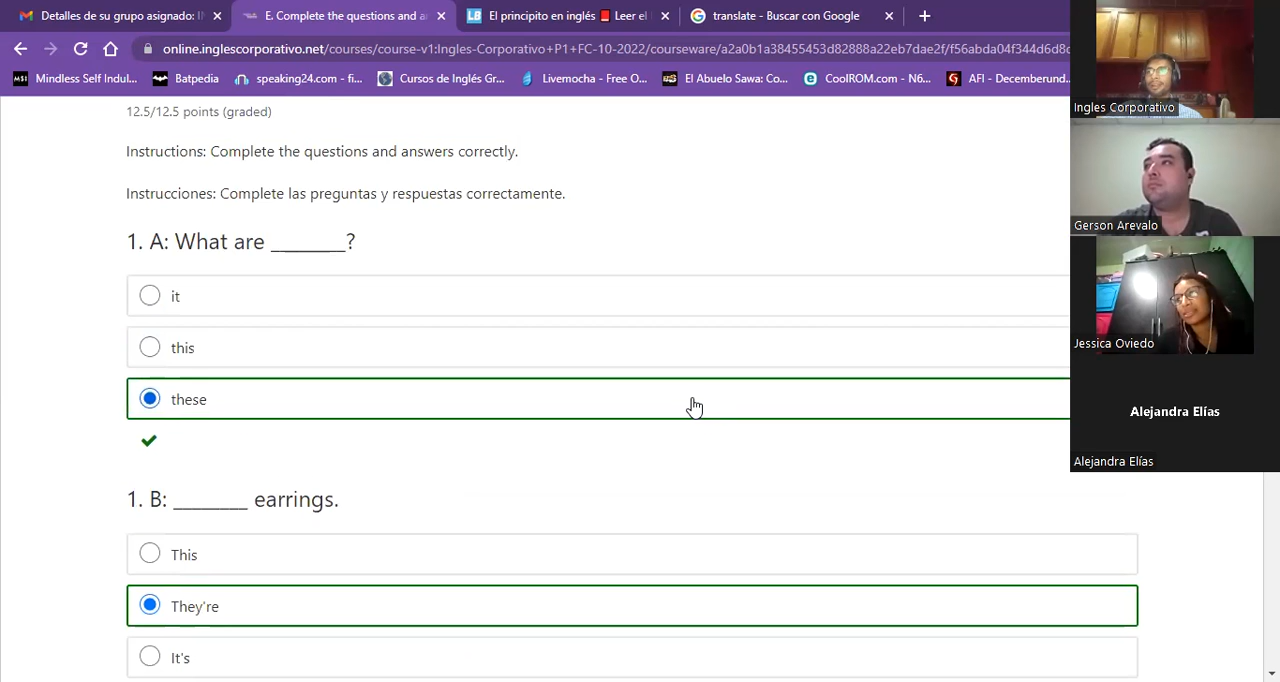 Detalles de su grupo asignado: I
E. Complete the questions and a
El principito en inglés 📕 Leer el
translate - Buscar con Google
online.inglescorporativo.net/courses/course-v1:Ingles-Corporativo+P1+FC-10-2022/courseware/a2a0b1a38455453d82888a22eb7dae2f/f56abda04f344d6d8c
Mindless Self Indul...
Batpedia
speaking24.com - fi...
Cursos de Inglés Gr...
Livemocha - Free O...
El Abuelo Sawa: Co...
CoolROM.com - N6...
AFI - Decemberund...
12.5/12.5 points (graded)
Instructions: Complete the questions and answers correctly.
Instrucciones: Complete las preguntas y respuestas correctamente.
1. A: What are _______?
it
this
these
1. B: _______ earrings.
This
They're
It's
Ingles Corporativo
Gerson Arevalo
Jessica Oviedo
Alejandra Elías
Alejandra Elías